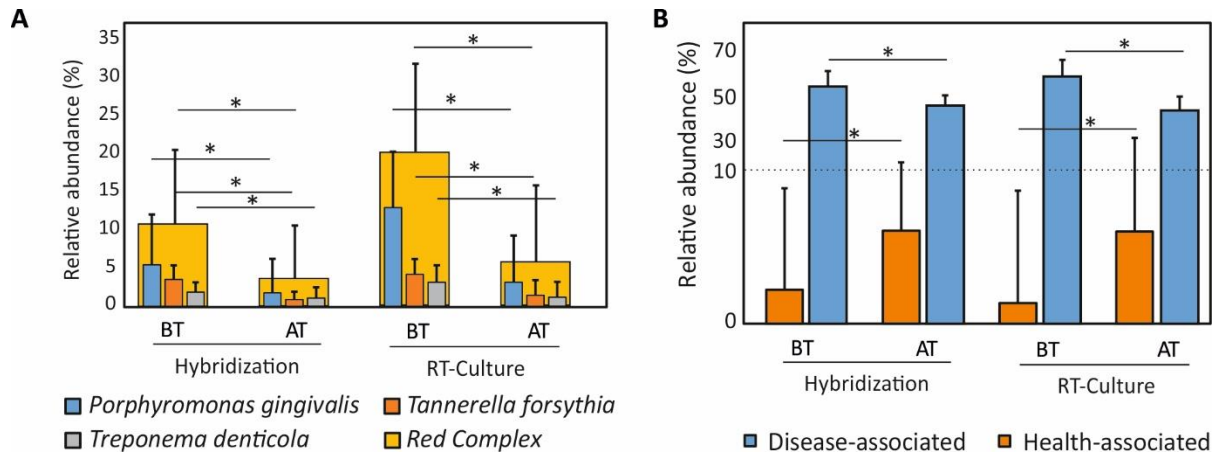 A
Relative abundance (%)
35
30
25
20
15
10
5
0
*
*
*
*
*
*
*
*
BT
AT
BT
AT
Hybridization
RT-Culture
Porphyromonas gingivalis
Tannerella forsythia
Treponema denticola
Red Complex
B
Relative abundance (%)
70
50
30
10
0
*
*
*
*
BT
AT
BT
AT
Hybridization
RT-Culture
Disease-associated
Health-associated